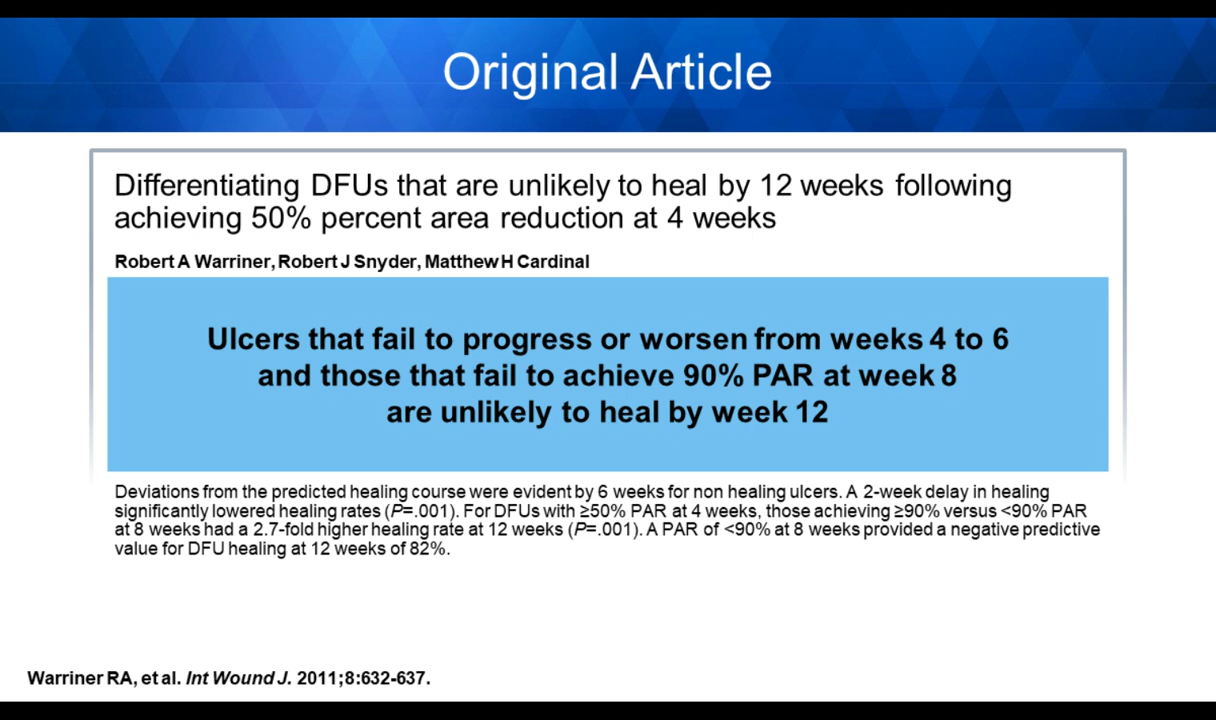 Original Article
Differentiating DFUs that are unlikely to heal by 12 weeks following
achieving 50% percent area reduction at 4 weeks
Robert A Warriner, Robert J Snyder, Matthew H Cardinal
Ulcers that fail to progress or worsen from weeks 4 to 6
and those that fail to achieve 90% PAR at week 8
are unlikely to heal by week 12
Deviations from the predicted healing course were evident by 6 weeks for non healing ulcers. A 2-week delay in healing
significantly lowered healing rates (P=.001). For DFUs with ≥50% PAR at 4 weeks, those achieving ≥90% versus <90% PAR
at 8 weeks had a 2.7-fold higher healing rate at 12 weeks (P=.001). A PAR of <90% at 8 weeks provided a negative predictive
value for DFU healing at 12 weeks of 82%.
Warriner RA, et al. Int Wound J. 2011;8:632-637.